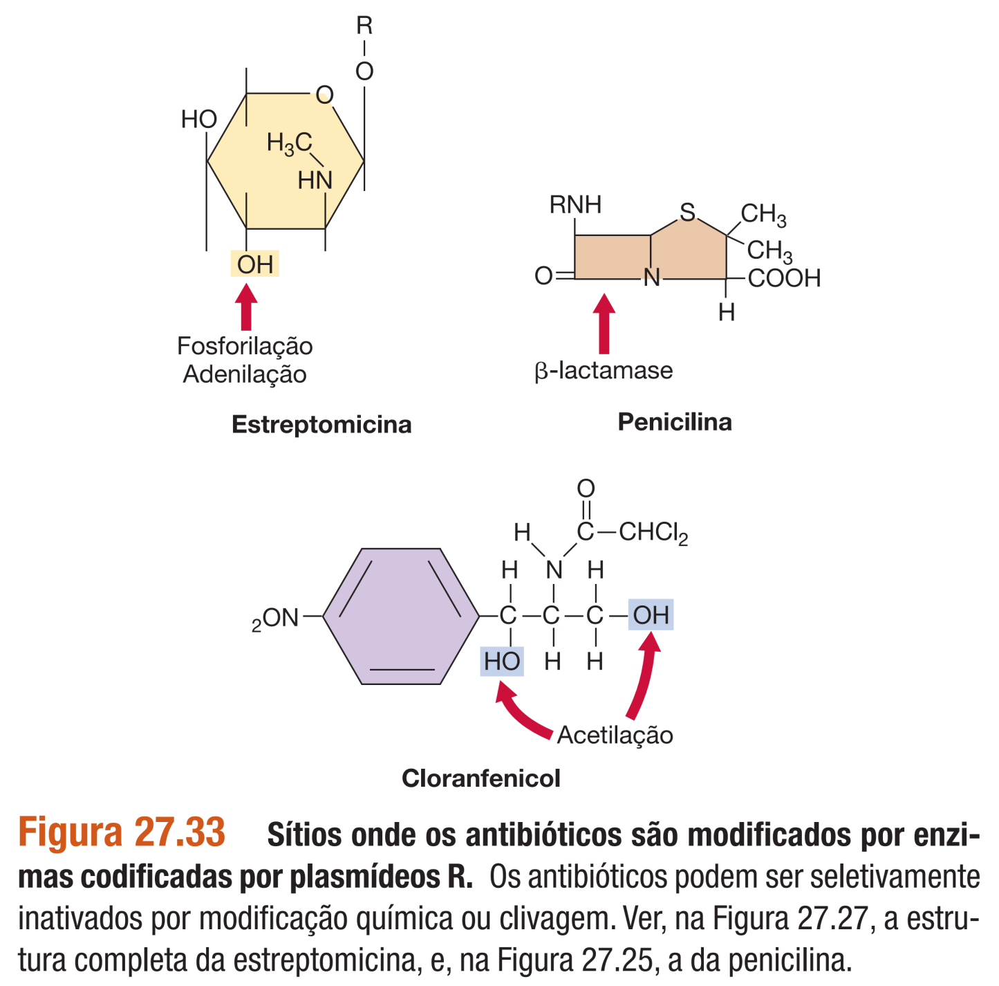 R
O
O
HO
H3C
HN
OH
Fosforilação
Adenilação
Estreptomicina
RNH
S
CH3
CH3
O
N
COOH
H
β-lactamase
Penicilina
O
H
C
CHCl2
H
N
H
2ON
C
C
C
OH
HO
H
H
Acetilação
Cloranfenicol
Figura 27.33 Sítios onde os antibióticos são modificados por enzi-
mas codificadas por plasmídeos R. Os antibióticos podem ser seletivamente
inativados por modificação química ou clivagem. Ver, na Figura 27.27, a estru-
tura completa da estreptomicina, e, na Figura 27.25, a da penicilina.